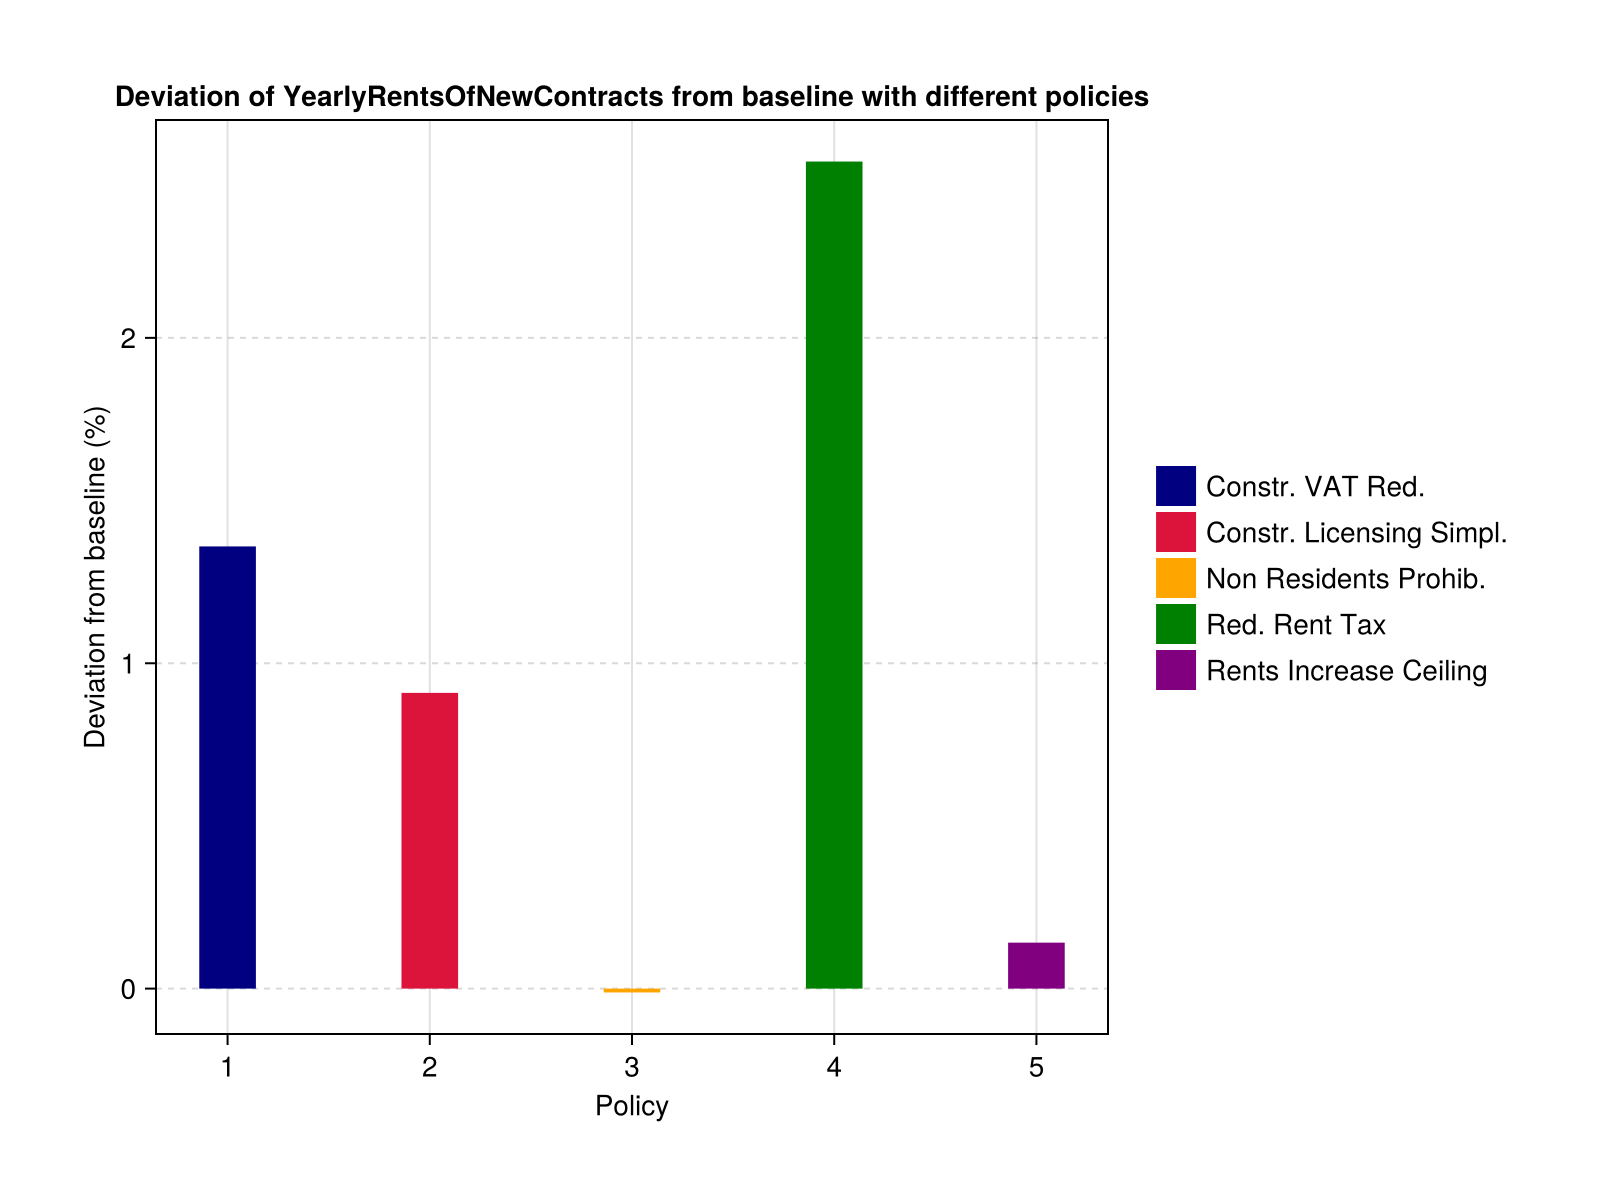 Deviation of YearlyRentsOfNewContracts from baseline with different policies
Deviation from baseline (%)
2
1
0
1
2
3
4
5
Policy
Constr. VAT Red.
Constr. Licensing Simpl.
Non Residents Prohib.
Red. Rent Tax
Rents Increase Ceiling